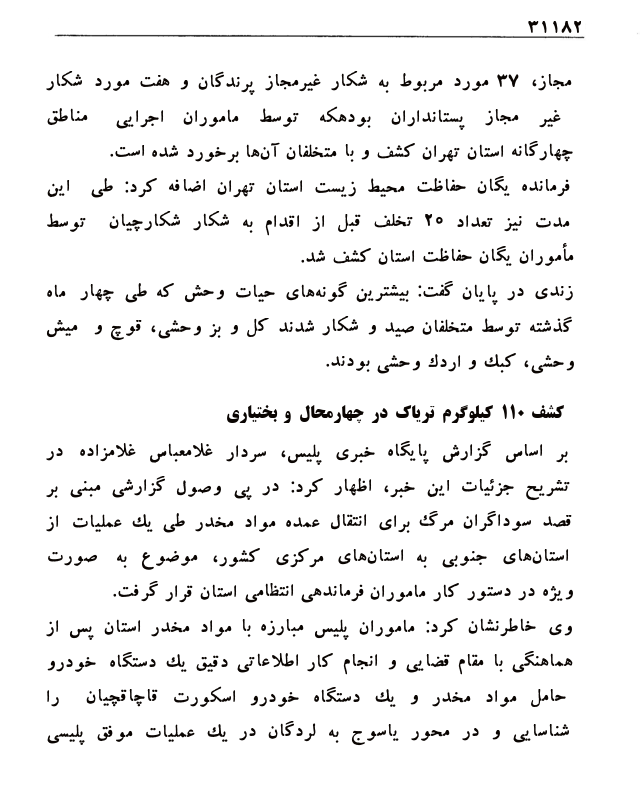 ۳۱۱۸۲
مجاز، ۳۷ مورد مربوط به شکار غیرمجاز پرندگان و هفت مورد شکار
غیر مجاز پستانداران بودهکه توسط ماموران اجرایی مناطق
چهارگانه استان تهران کشف و با متخلفان آن‌ها برخورد شده است.
فرمانده یگان حفاظت محیط زیست استان تهران اضافه کرد: طی این
مدت نیز تعداد ۲۵ تخلف قبل از اقدام به شکار شکارچیان توسط
مأموران یگان حفاظت استان کشف شد.
زندی در پایان گفت: بیشترین گونه‌های حیات وحش که طی چهار ماه
گذشته توسط متخلفان صید و شکار شدند کل و بز وحشی، قوچ و میش
وحشی، کبك و اردك وحشی بودند.
کشف ۱۱۰ کیلوگرم تریاک در چهارمحال و بختیاری
بر اساس گزارش پایگاه خبری پلیس، سردار غلامعباس غلامزاده در
تشریح جزئیات این خبر، اظهار کرد: در پی وصول گزارشی مبنی بر
قصد سوداگران مرگ برای انتقال عمده مواد مخدر طی یك عملیات از
استان‌های جنوبی به استان‌های مرکزی کشور، موضوع به صورت
ویژه در دستور کار ماموران فرماندهی انتظامی استان قرار گرفت.
وی خاطرنشان کرد: ماموران پلیس مبارزه با مواد مخدر استان پس از
هماهنگی با مقام قضایی و انجام کار اطلاعاتی دقیق یك دستگاه خودرو
حامل مواد مخدر و یك دستگاه خودرو اسکورت قاچاقچیان را
شناسایی و در محور یاسوج به لردگان در یك عملیات موفق پلیسی